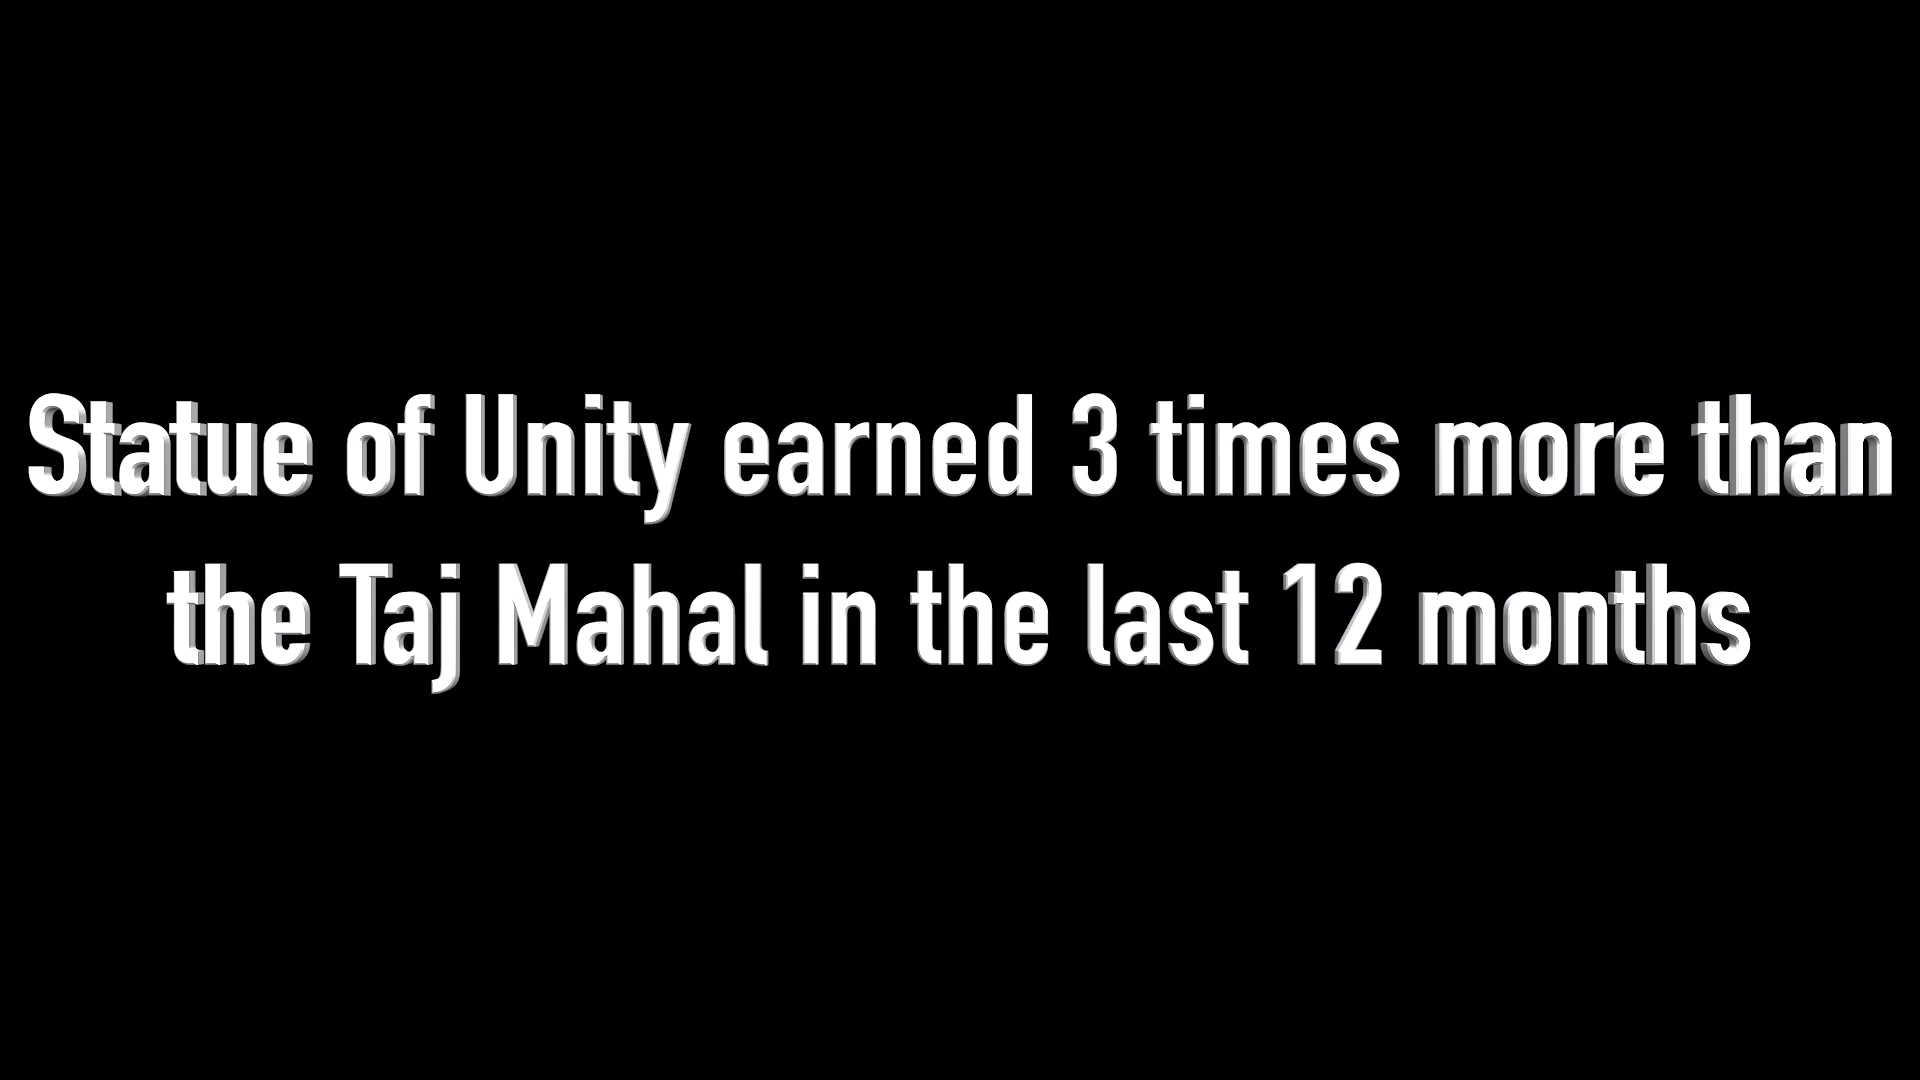 Statue of Unity earned 3 times more than
the Taj Mahal in the last 12 months